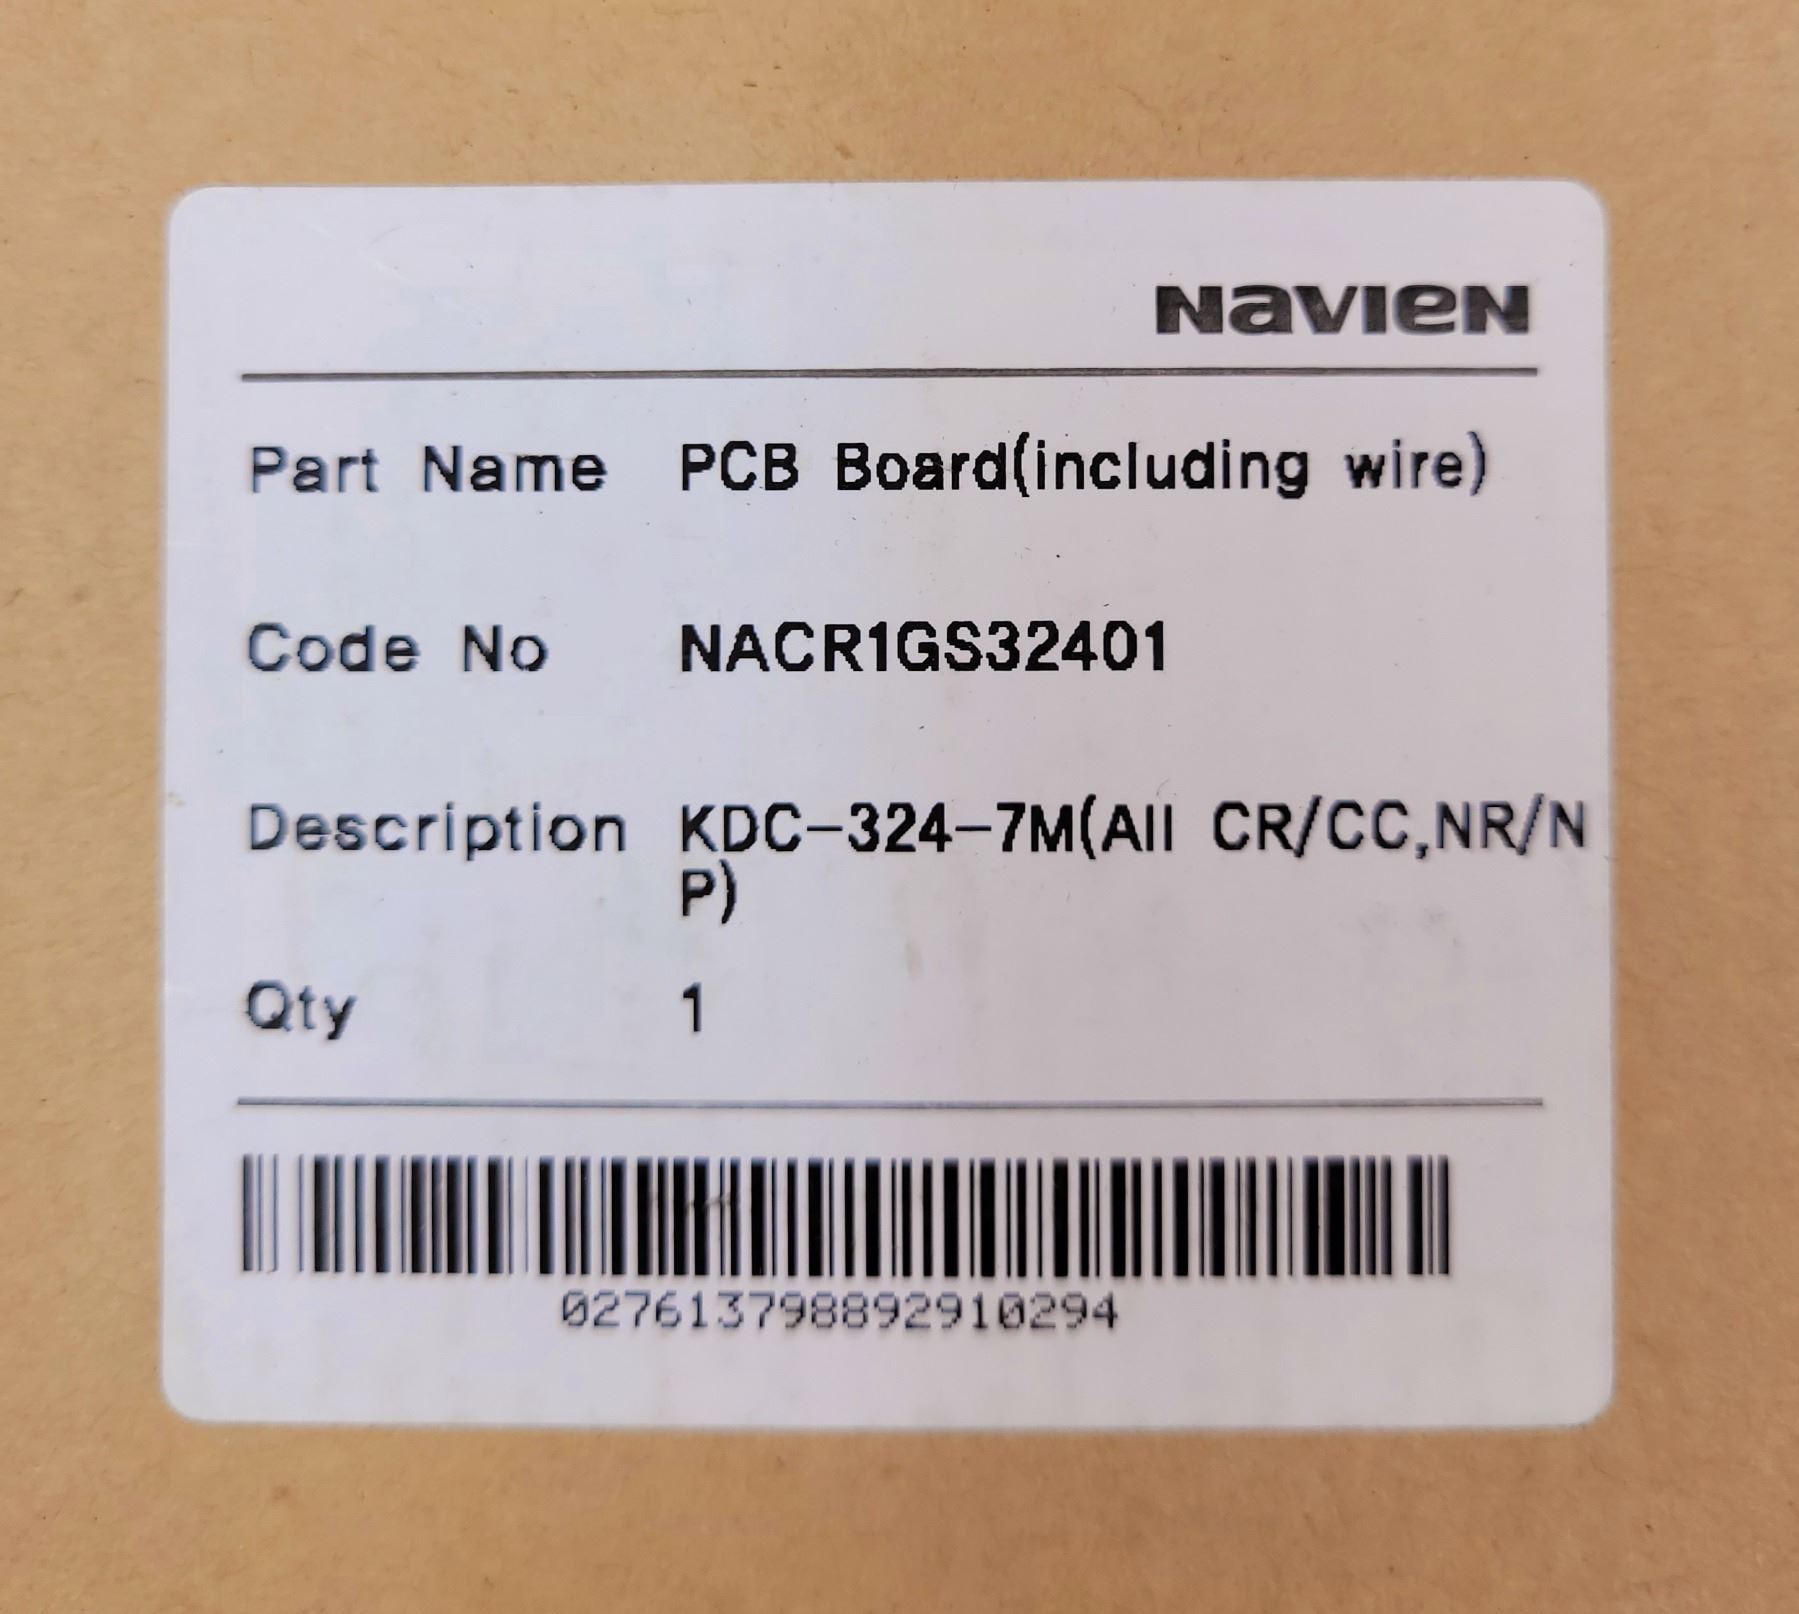 NAVIEN
Part Name PCB Board(including wire)
Code No NACR1GS32401
Description KDC-324-7M(All CR/CC,NR/N
P)
Qty 1
027613798892910294